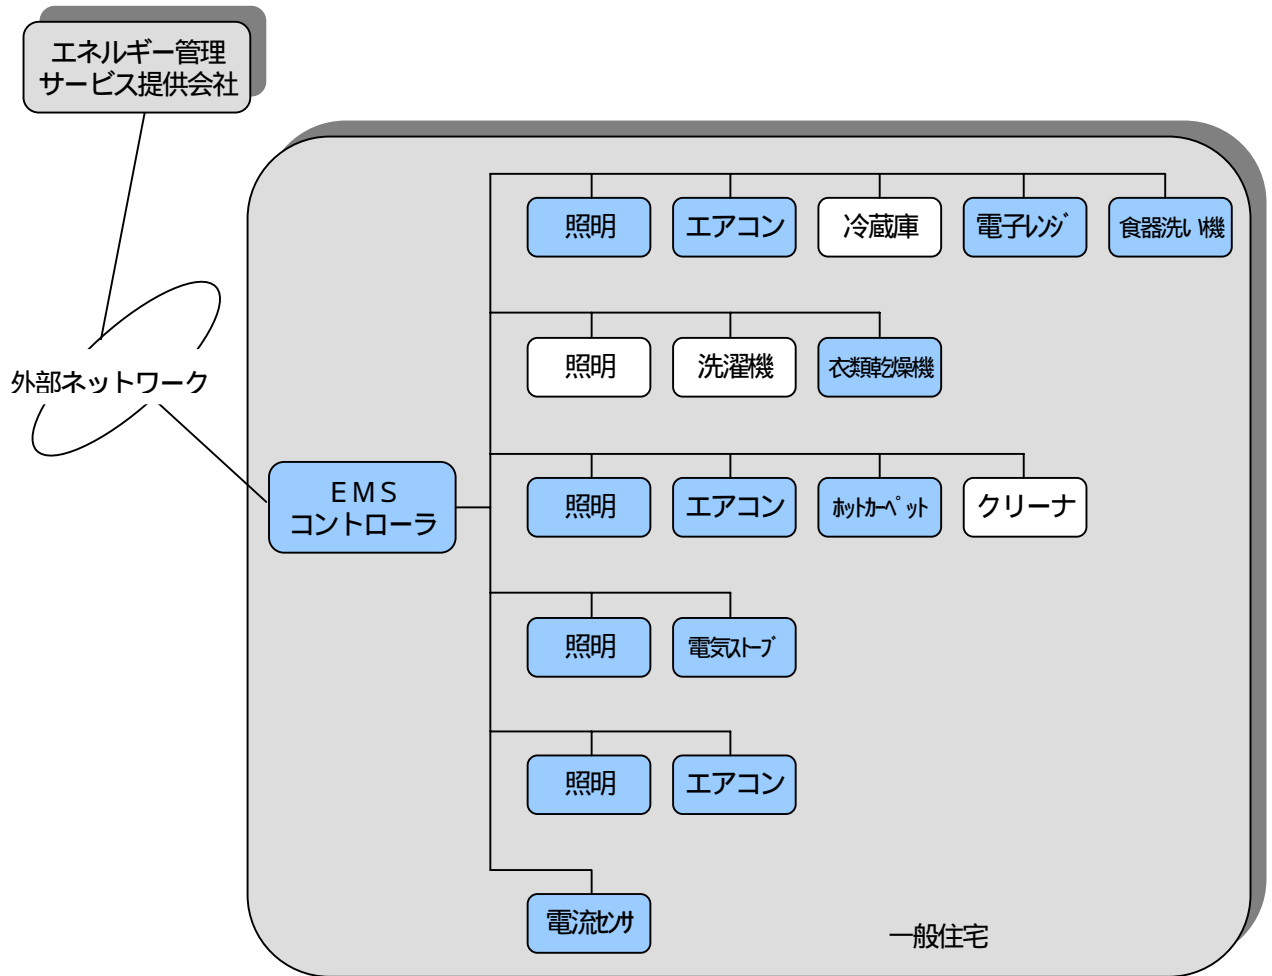 エネルギー管理
サービス提供会社
照明
エアコン
冷蔵庫
電子ﾚﾝｼﾞ
食器洗い機
照明
洗濯機
衣類乾燥機
外部ネットワーク
EMS
コントローラ
照明
エアコン
ﾎｯﾄｶｰﾍﾟｯﾄ
クリーナ
照明
電気ｽﾄｰﾌﾞ
照明
エアコン
電流ｾﾝｻ
一般住宅